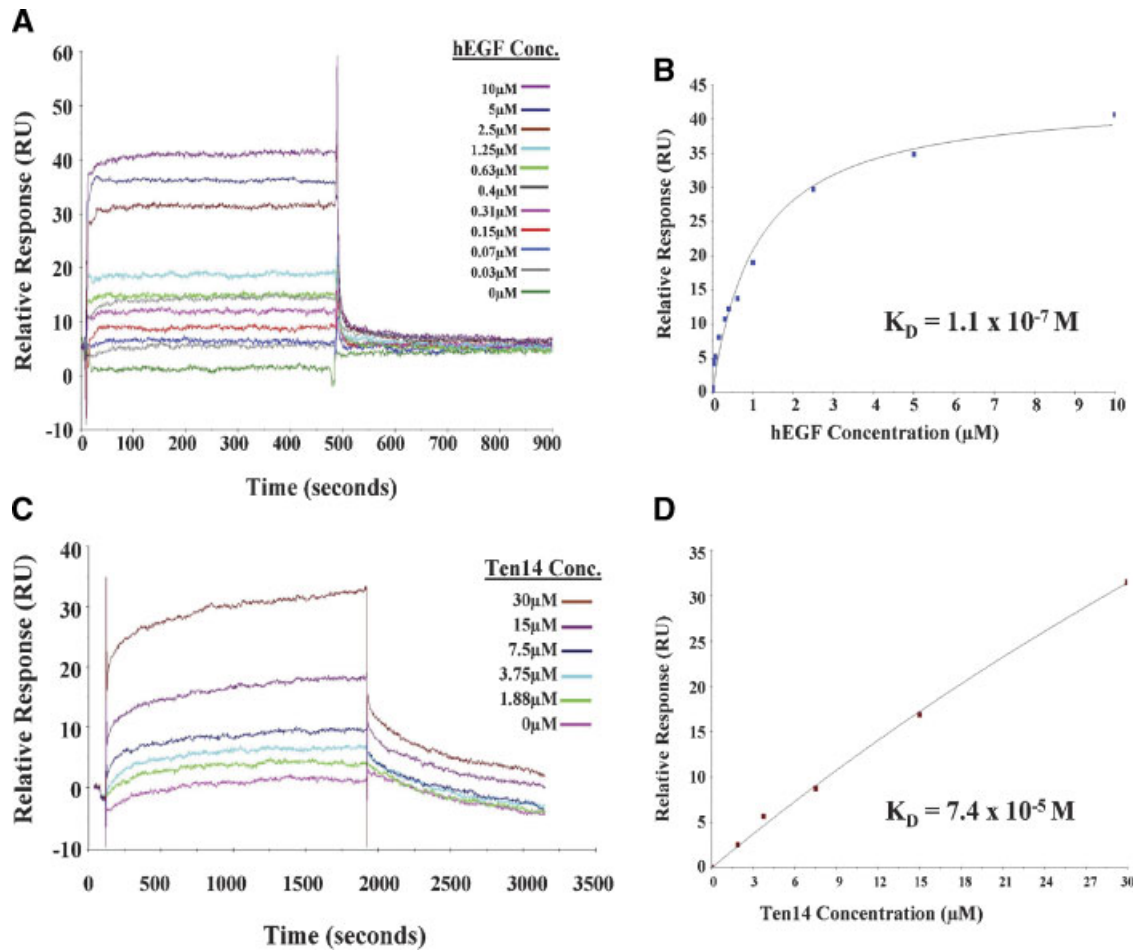 A
Relative Response (RU)
60
50
40
30
20
10
0
-10
0 100 200 300 400 500 600 700 800 900
Time (seconds)
hEGF Conc.
10μM
5μM
2.5μM
1.25μM
0.63μM
0.4μM
0.31μM
0.15μM
0.07μM
0.03μM
0μM
B
Relative Response (RU)
45
40
35
30
25
20
15
10
5
0
0 1 2 3 4 5 6 7 8 9 10
hEGF Concentration (μM)
K_D = 1.1 x 10⁻⁷ M
C
Relative Response (RU)
40
30
20
10
0
-10
0 500 1000 1500 2000 2500 3000 3500
Time (seconds)
Ten14 Conc.
30μM
15μM
7.5μM
3.75μM
1.88μM
0μM
D
Relative Response (RU)
35
30
25
20
15
10
5
0
0 3 6 9 12 15 18 21 24 27 30
Ten14 Concentration (μM)
K_D = 7.4 x 10⁻⁵ M